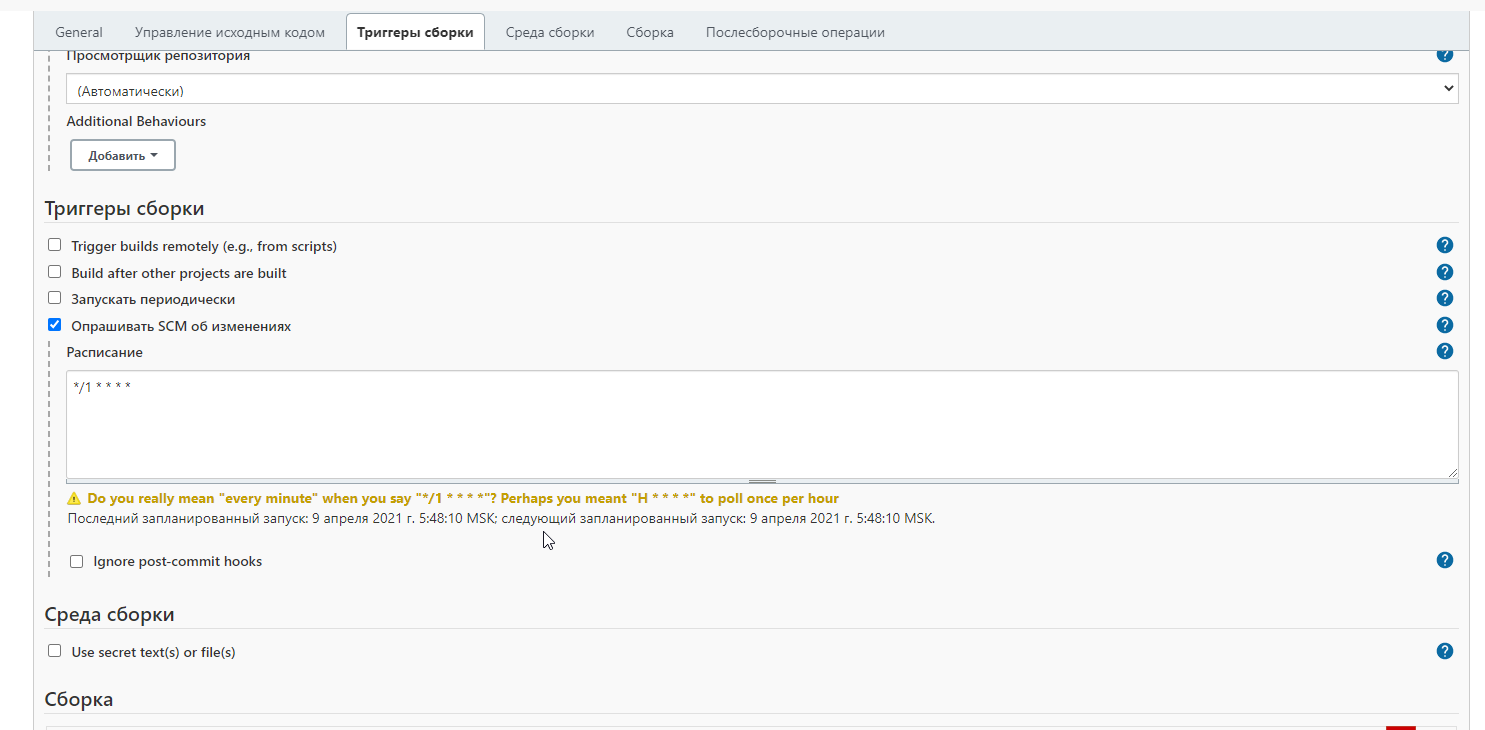 General Управление исходным кодом Триггеры сборки Среда сборки Сборка Послесборочные операции
Просмотрщик репозитория
(Автоматически)
Additional Behaviours
Добавить
Триггеры сборки
Trigger builds remotely (e.g., from scripts)
Build after other projects are built
Запускать периодически
Опрашивать SCM об изменениях
Расписание
*/1 * * * *
Do you really mean "every minute" when you say "*/1 * * * *"? Perhaps you meant "H * * * *" to poll once per hour
Последний запланированный запуск: 9 апреля 2021 г. 5:48:10 MSK; следующий запланированный запуск: 9 апреля 2021 г. 5:48:10 MSK.
Ignore post-commit hooks
Среда сборки
Use secret text(s) or file(s)
Сборка